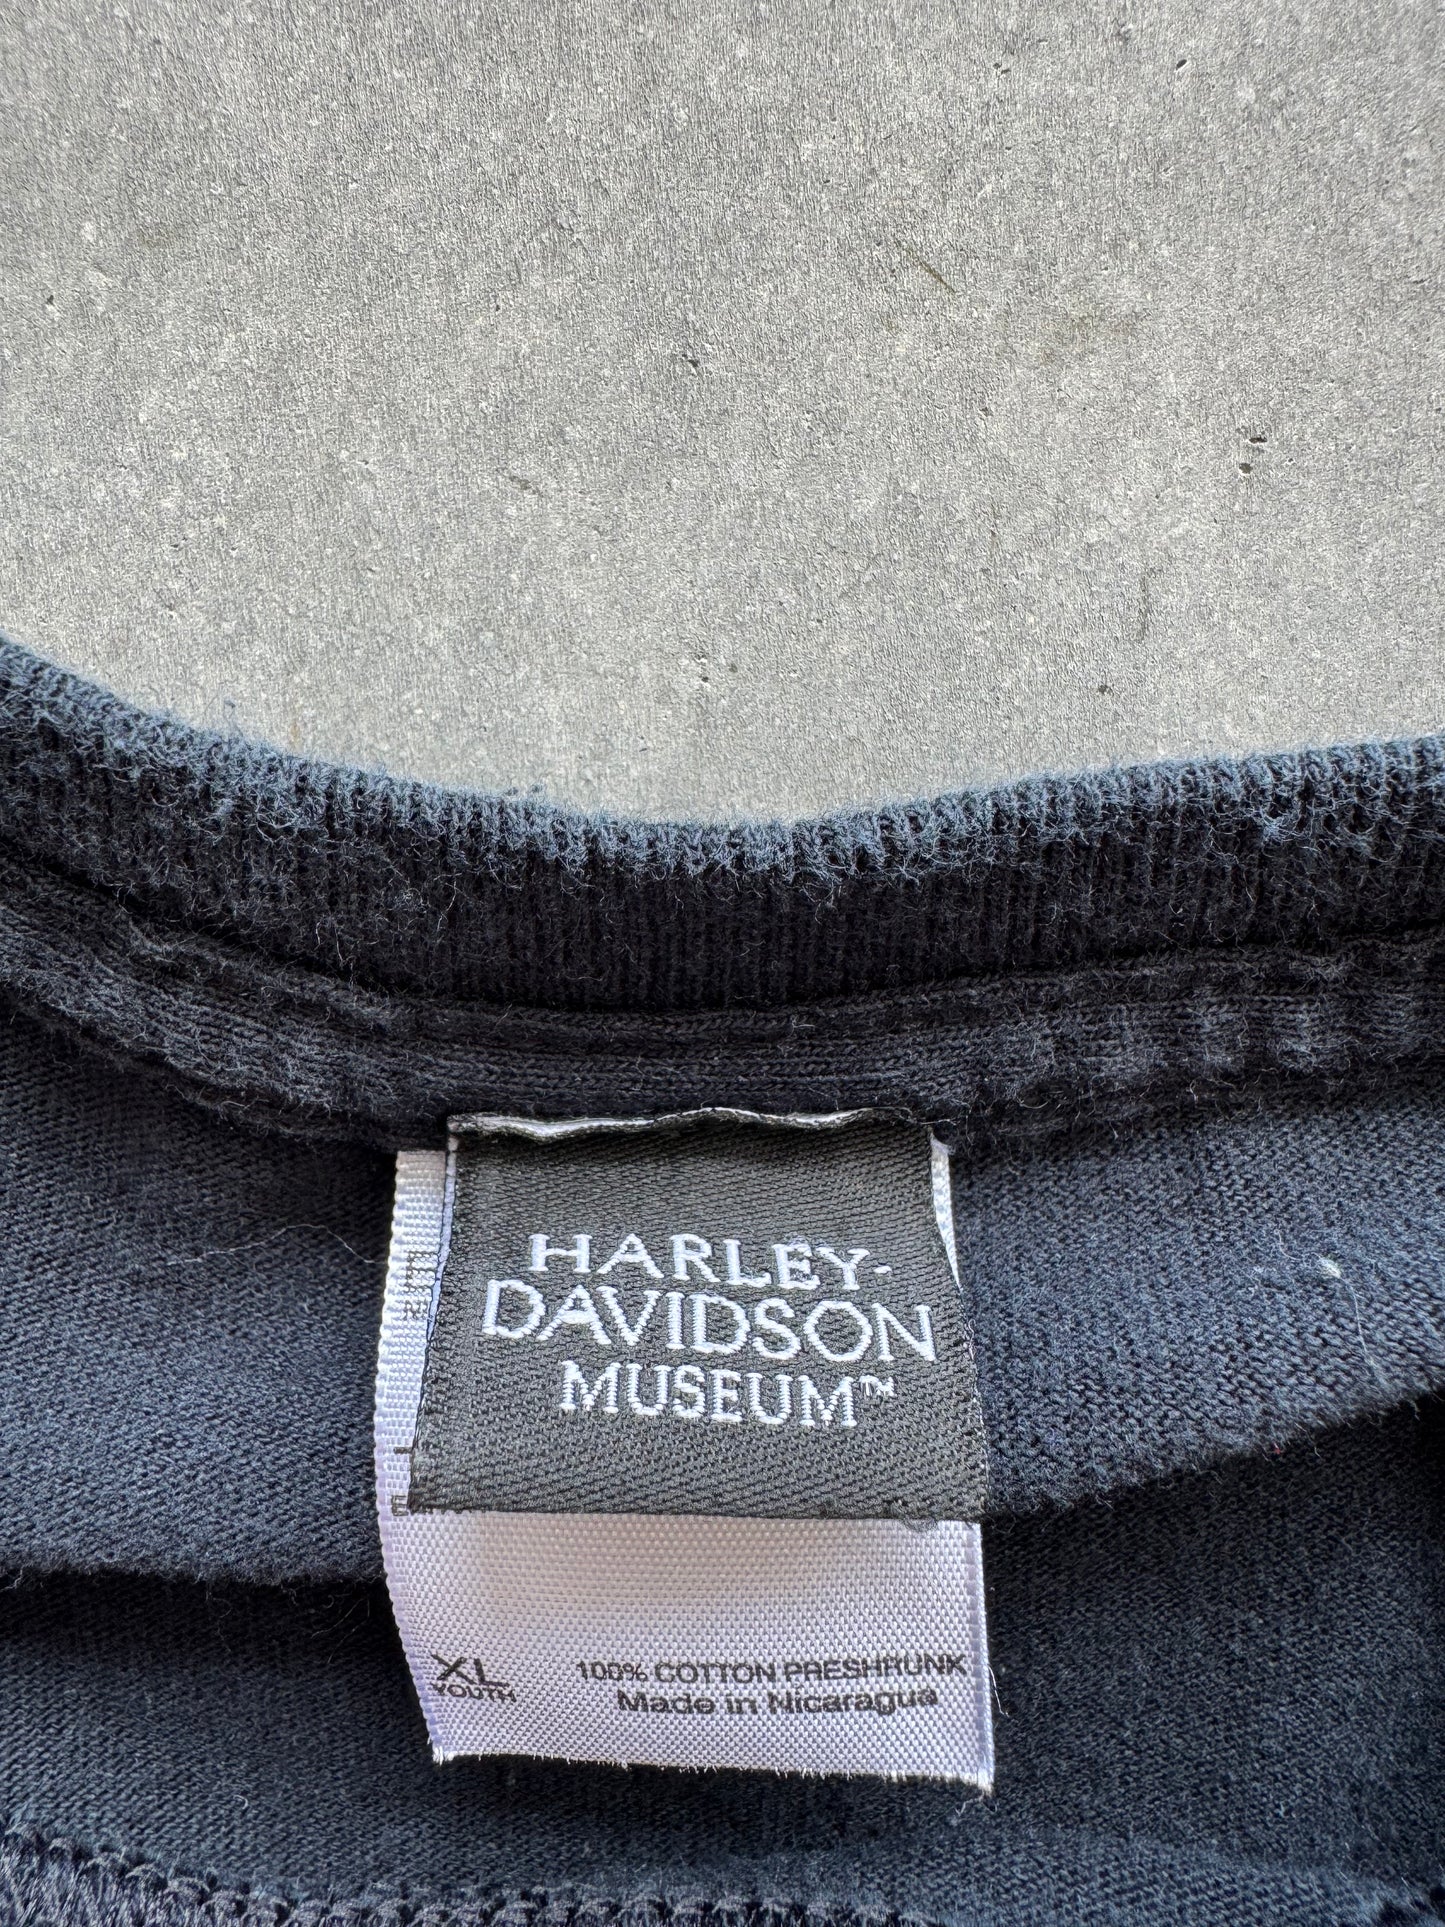 HARLEY-
DAVIDSON
MUSEUM™
XL
YOUTH
100% COTTON PRESHRUNK
Made in Nicaragua